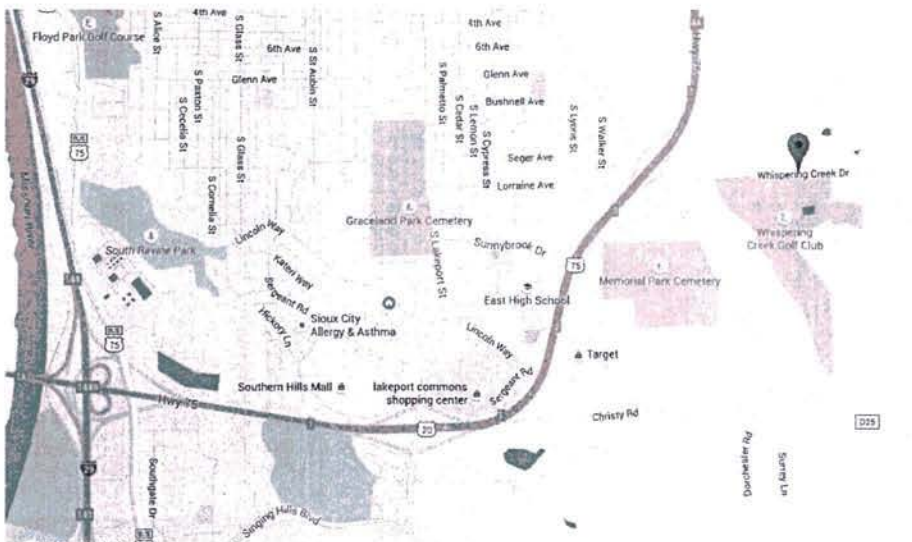 4th Ave
Floyd Park Golf Course
S Alice St
S Glass St
6th Ave
S St Aubin St
Glenn Ave
S Paxton St
S Cecelia St
S Glass St
S Cornelia St
4th Ave
6th Ave
Glenn Ave
Bushnell Ave
S Palmetto St
S Cedar St
S Lemon St
S Cypress St
S Lyons St
S Walker St
Seger Ave
Lorraine Ave
BUS
75
Missouri River
South Ravine Park
Lincoln Way
Katen Way
Sergeant Rd
Hickory Ln
Graceland Park Cemetery
S Lakeport St
Sunnybrook Dr
75
East High School
Memorial Park Cemetery
Whispering Creek Dr
Whispering
Creek Golf Club
Sioux City
Allergy & Asthma
BUS
75
Lincoln Way
Target
Southern Hills Mall
lakeport commons
shopping center
Sergeant Rd
Hwy 75
20
Christy Rd
D25
Southgate Dr
Singing Hills Blvd
Dorchester Rd
Surrey Ln
29